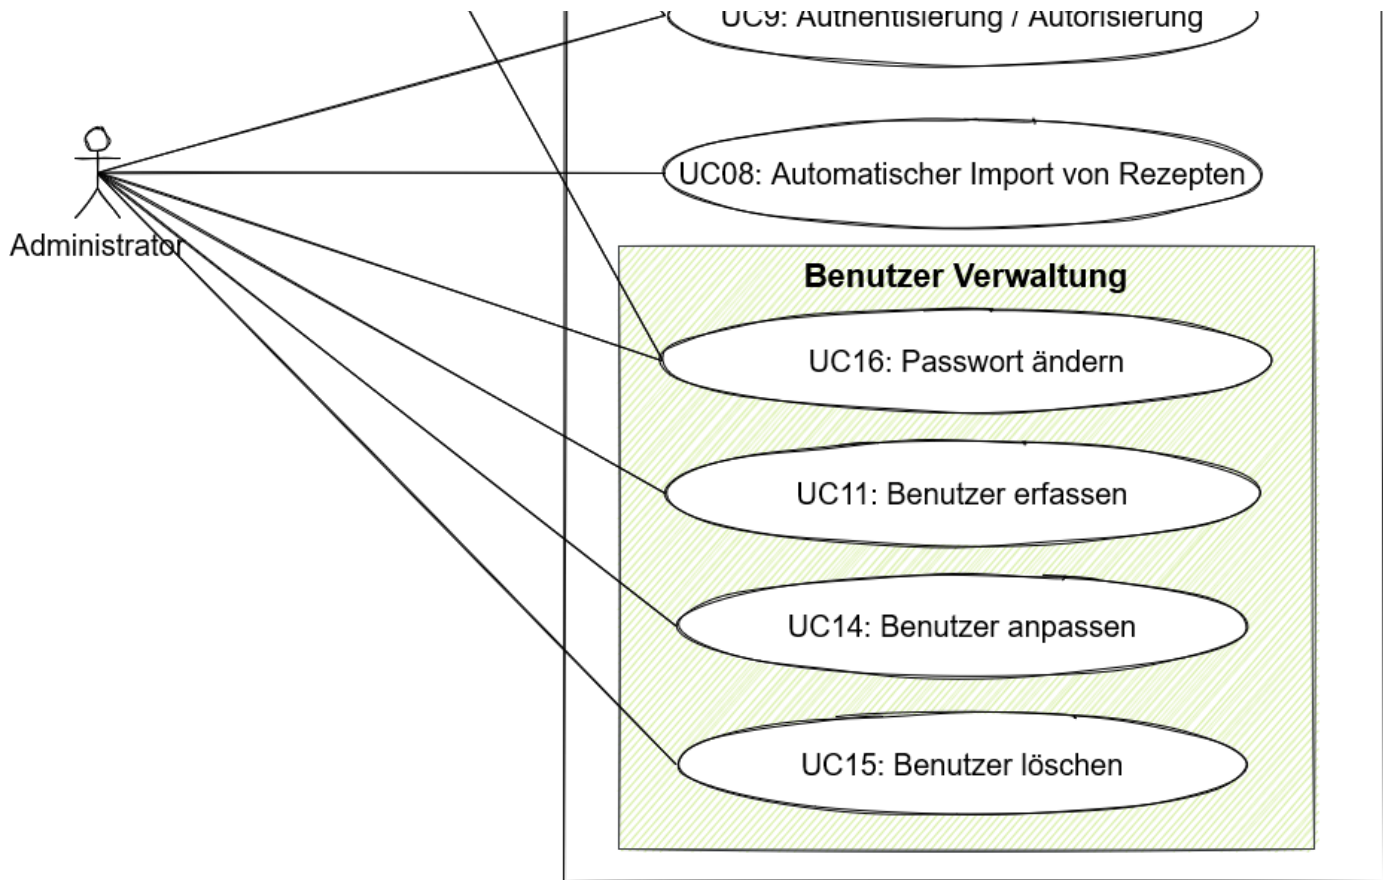 UC9: Authentisierung / Autorisierung
UC08: Automatischer Import von Rezepten
Administrator
Benutzer Verwaltung
UC16: Passwort ändern
UC11: Benutzer erfassen
UC14: Benutzer anpassen
UC15: Benutzer löschen